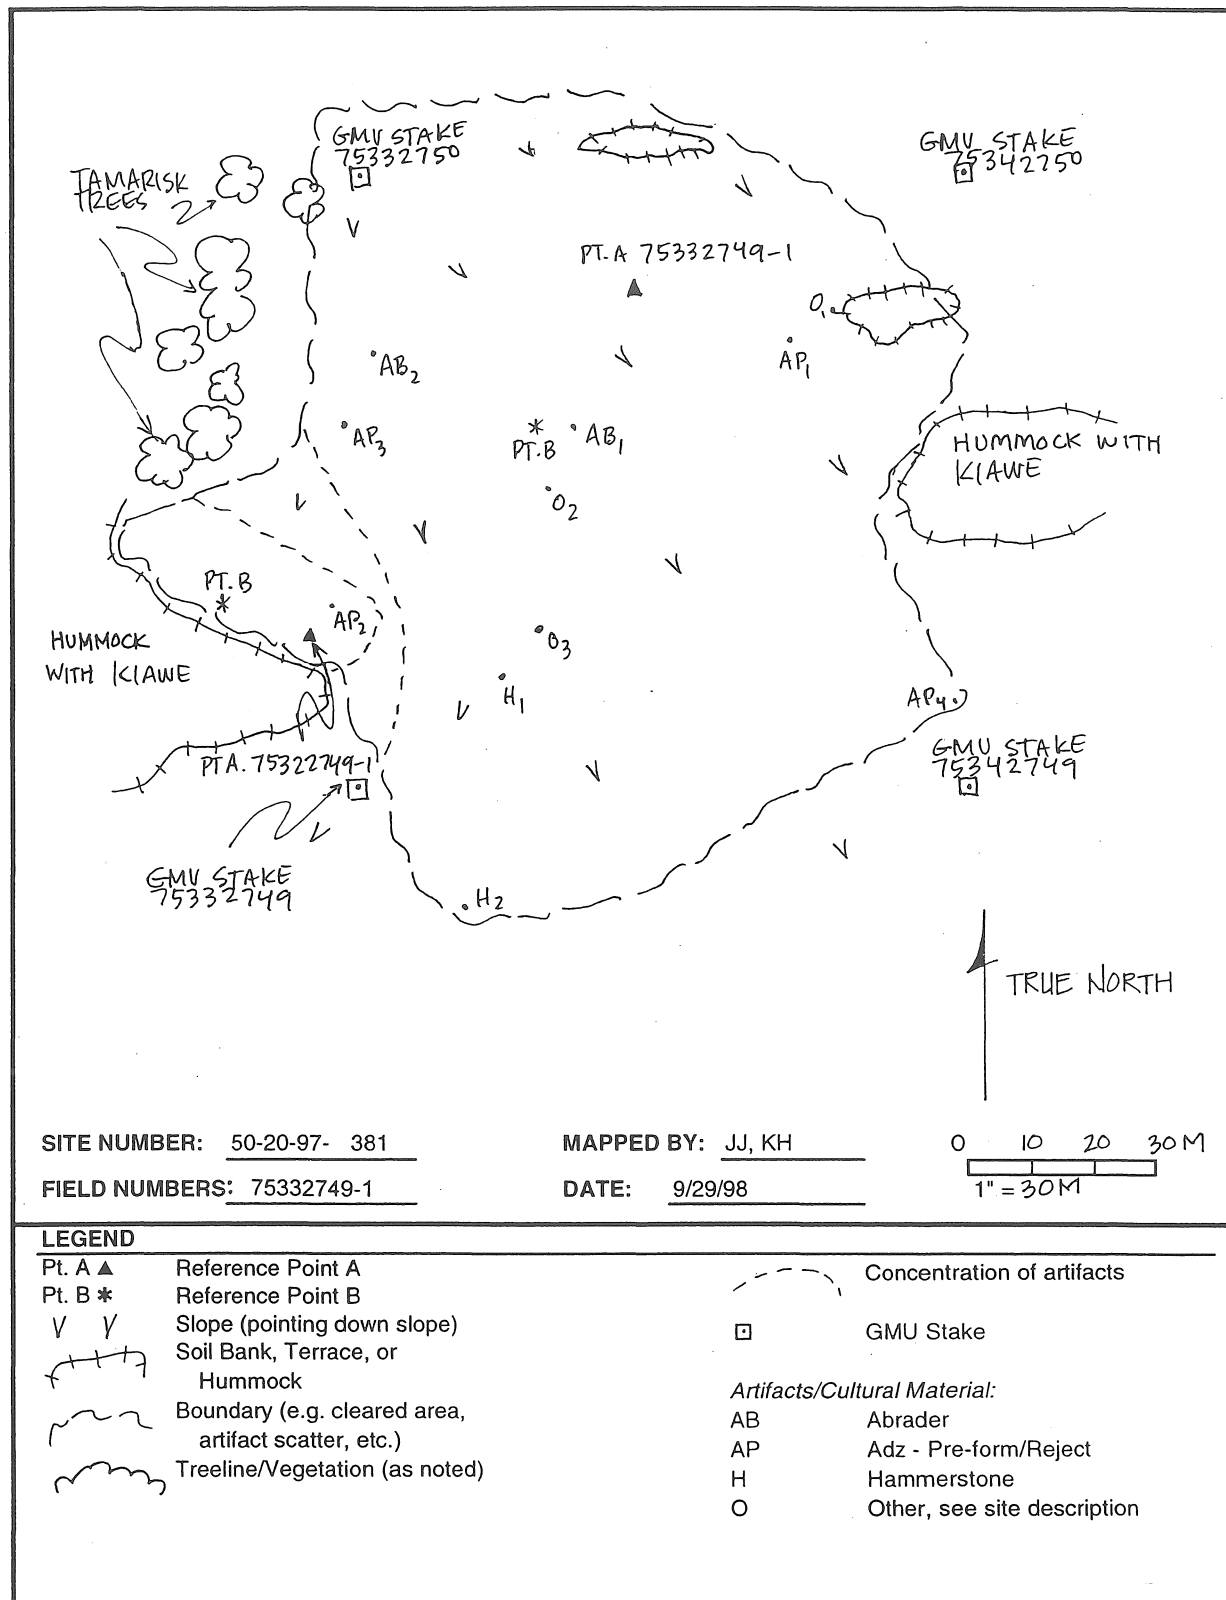 GMU STAKE
75332750
GMU STAKE
75342750
TAMARISK
TREES
PT. A 75332749-1
O1
AP1
AB2
AP3
PT. B
AB1
HUMMOCK WITH
KIAWE
O2
PT. B
AP2
HUMMOCK
WITH KIAWE
O3
H1
AP4
GMU STAKE
75342749
PT A. 75322749-1
GMU STAKE
75332749
H2
TRUE NORTH
SITE NUMBER: 50-20-97- 381
MAPPED BY: JJ, KH
0 10 20 30 M
FIELD NUMBERS: 75332749-1
DATE: 9/29/98
1" = 30 M
LEGEND
Pt. A Reference Point A
Pt. B Reference Point B
Slope (pointing down slope)
Soil Bank, Terrace, or
Hummock
Boundary (e.g. cleared area,
artifact scatter, etc.)
Treeline/Vegetation (as noted)
Concentration of artifacts
GMU Stake
Artifacts/Cultural Material:
AB Abrader
AP Adz - Pre-form/Reject
H Hammerstone
O Other, see site description